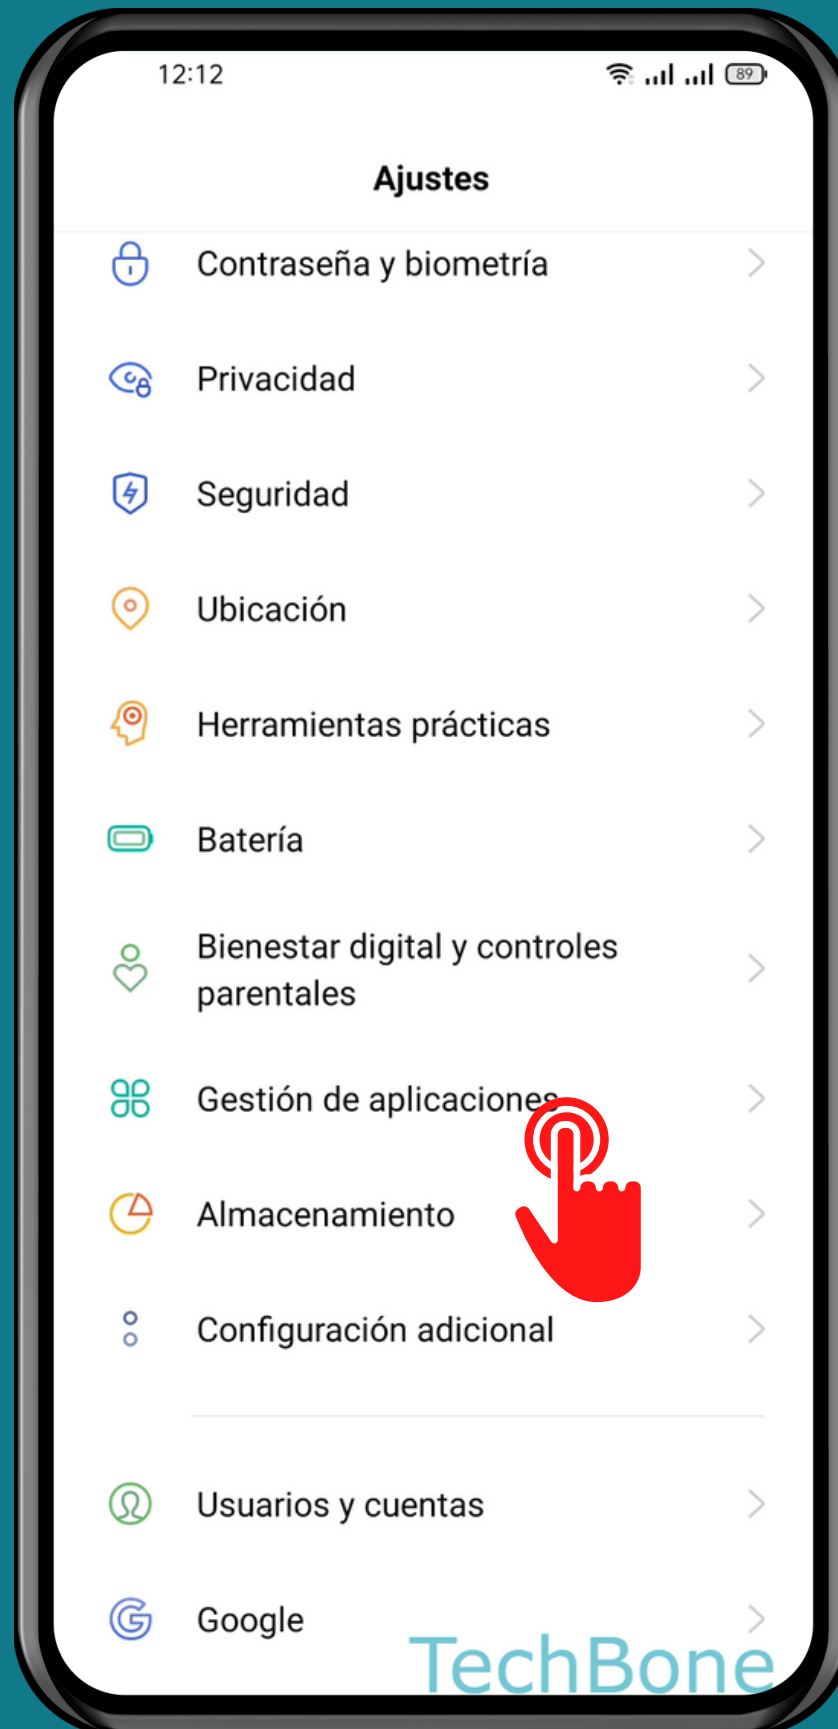 12:12
89
Ajustes
Contraseña y biometría
Privacidad
Seguridad
Ubicación
Herramientas prácticas
Batería
Bienestar digital y controles
parentales
Gestión de aplicaciones
Almacenamiento
Configuración adicional
Usuarios y cuentas
Google
TechBone